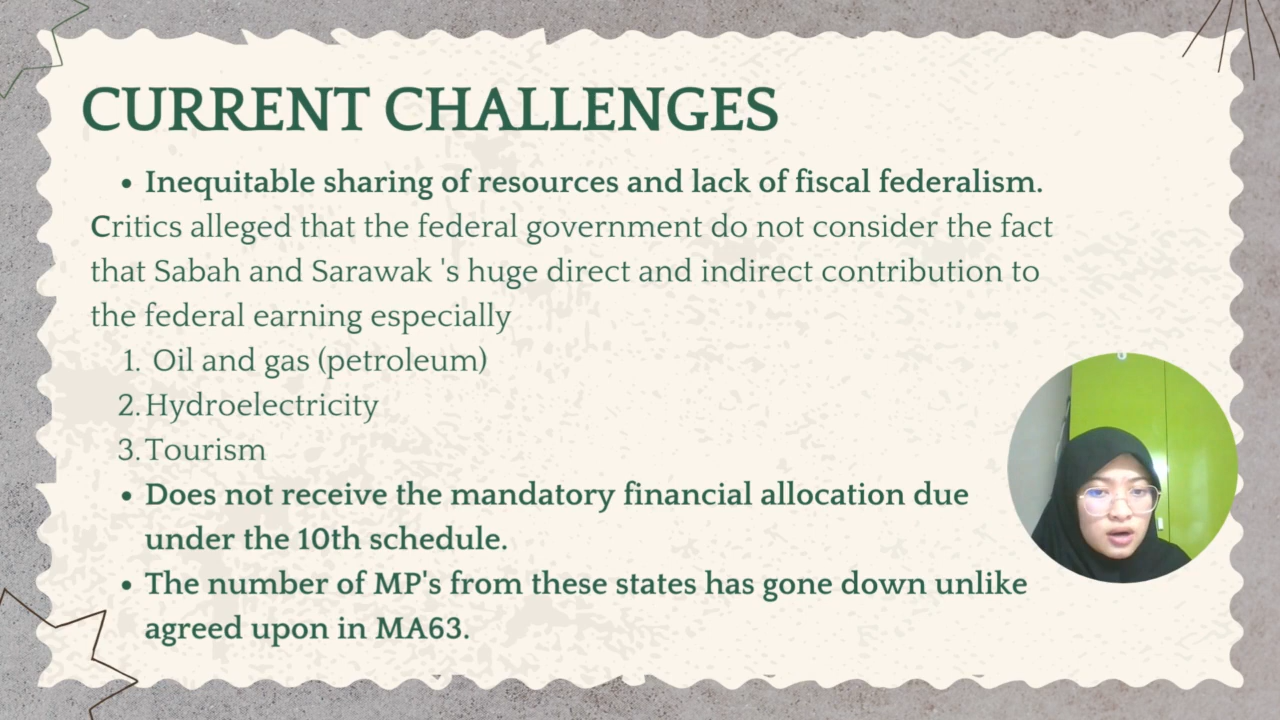 CURRENT CHALLENGES
• Inequitable sharing of resources and lack of fiscal federalism.
Critics alleged that the federal government do not consider the fact
that Sabah and Sarawak 's huge direct and indirect contribution to
the federal earning especially
1. Oil and gas (petroleum)
2. Hydroelectricity
3. Tourism
• Does not receive the mandatory financial allocation due
under the 10th schedule.
• The number of MP's from these states has gone down unlike
agreed upon in MA63.